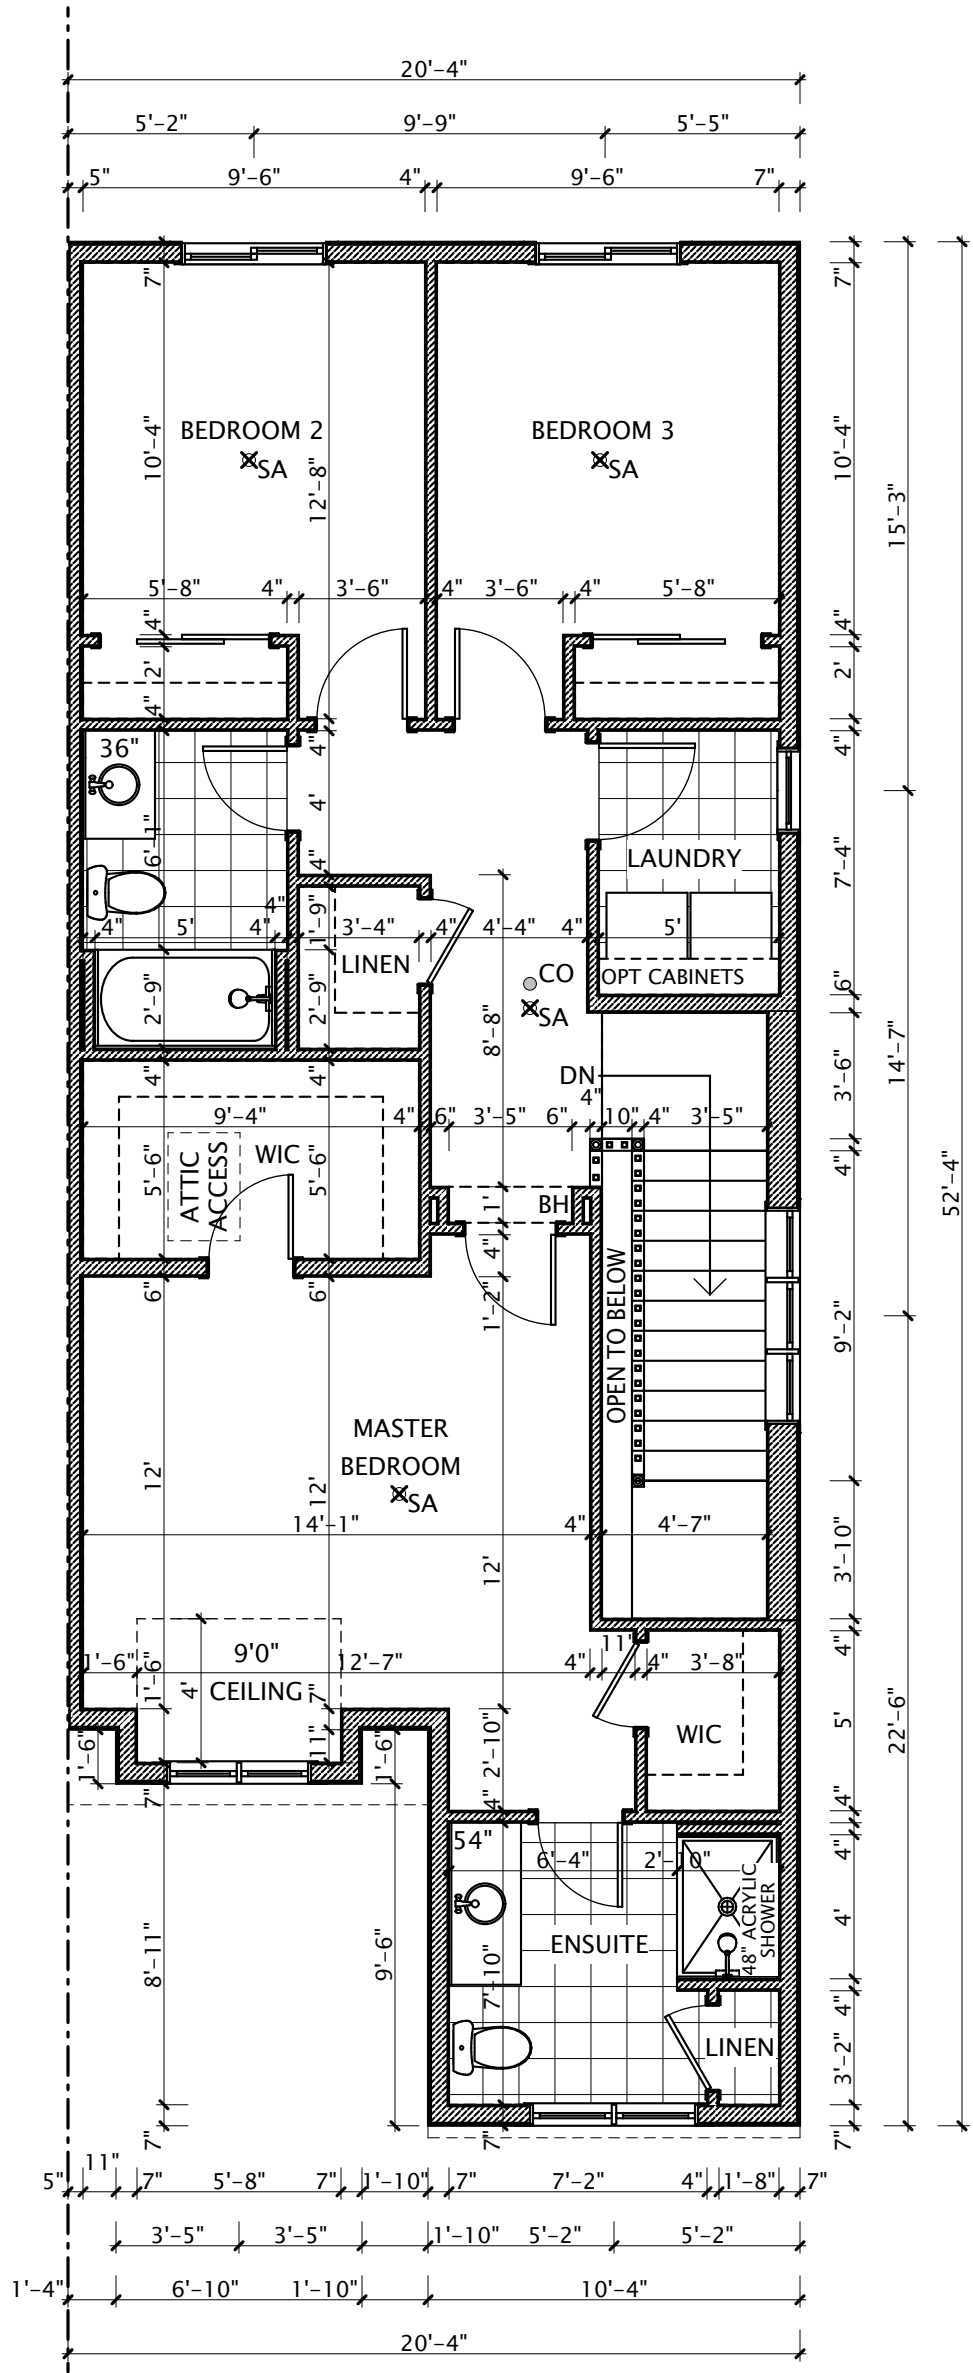 20'-4"
5'-2" 9'-9" 5'-5"
5" 9'-6" 4" 9'-6" 7"
7" 7"
BEDROOM 2 BEDROOM 3
SA SA
10'-4" 12'-8" 10'-4"
15'-3"
5'-8" 4" 3'-6" 4" 3'-6" 4" 5'-8"
4" 4"
2' 2'
4"
36" 4" 4"
4'
6'-1" LAUNDRY 7'-4"
4"
4" 1'-9"
4" 5' 4" 3'-4" 4" 4'-4" 4" 5'
LINEN CO OPT CABINETS
6"
SA
2'-9" 2'-9" 8'-8"
14'-7"
4" 4" DN 3'-6"
4"
9'-4" 4" 6" 3'-5" 6" 10" 4" 3'-5"
WIC
ATTIC
ACCESS
5'-6" 5'-6" 4"
52'-4"
1' BH
4"
6" 6" 1'-2"
OPEN TO BELOW
9'-2"
MASTER
BEDROOM
SA
12' 12'
14'-1" 4" 4'-7"
12' 3'-10"
11" 4"
9'0"
1'-6" 12'-7" 4" 4" 3'-8"
1'-6" 4' CEILING 7"
WIC 5' 22'-6"
1'-6" 11" 1'-6" 2'-10"
7" 4" 4"
54"
6'-4" 2'-10" 4"
48" ACRYLIC
SHOWER
ENSUITE 4'
8'-11" 9'-6" 7'-10"
4"
LINEN 3'-2"
7" 7" 7"
11"
5" 7" 5'-8" 7" 1'-10" 7" 7'-2" 4" 1'-8" 7"
3'-5" 3'-5" 1'-10" 5'-2" 5'-2"
1'-4" 6'-10" 1'-10" 10'-4"
20'-4"